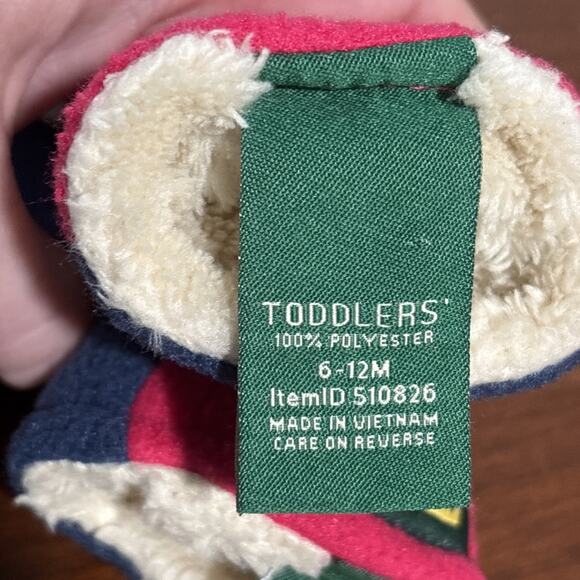 TODDLERS'
100% POLYESTER
6-12M
ItemID 510826
MADE IN VIETNAM
CARE ON REVERSE